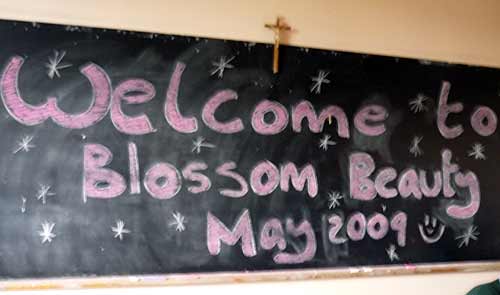 Welcome to
Blossom Beauty
May 2009